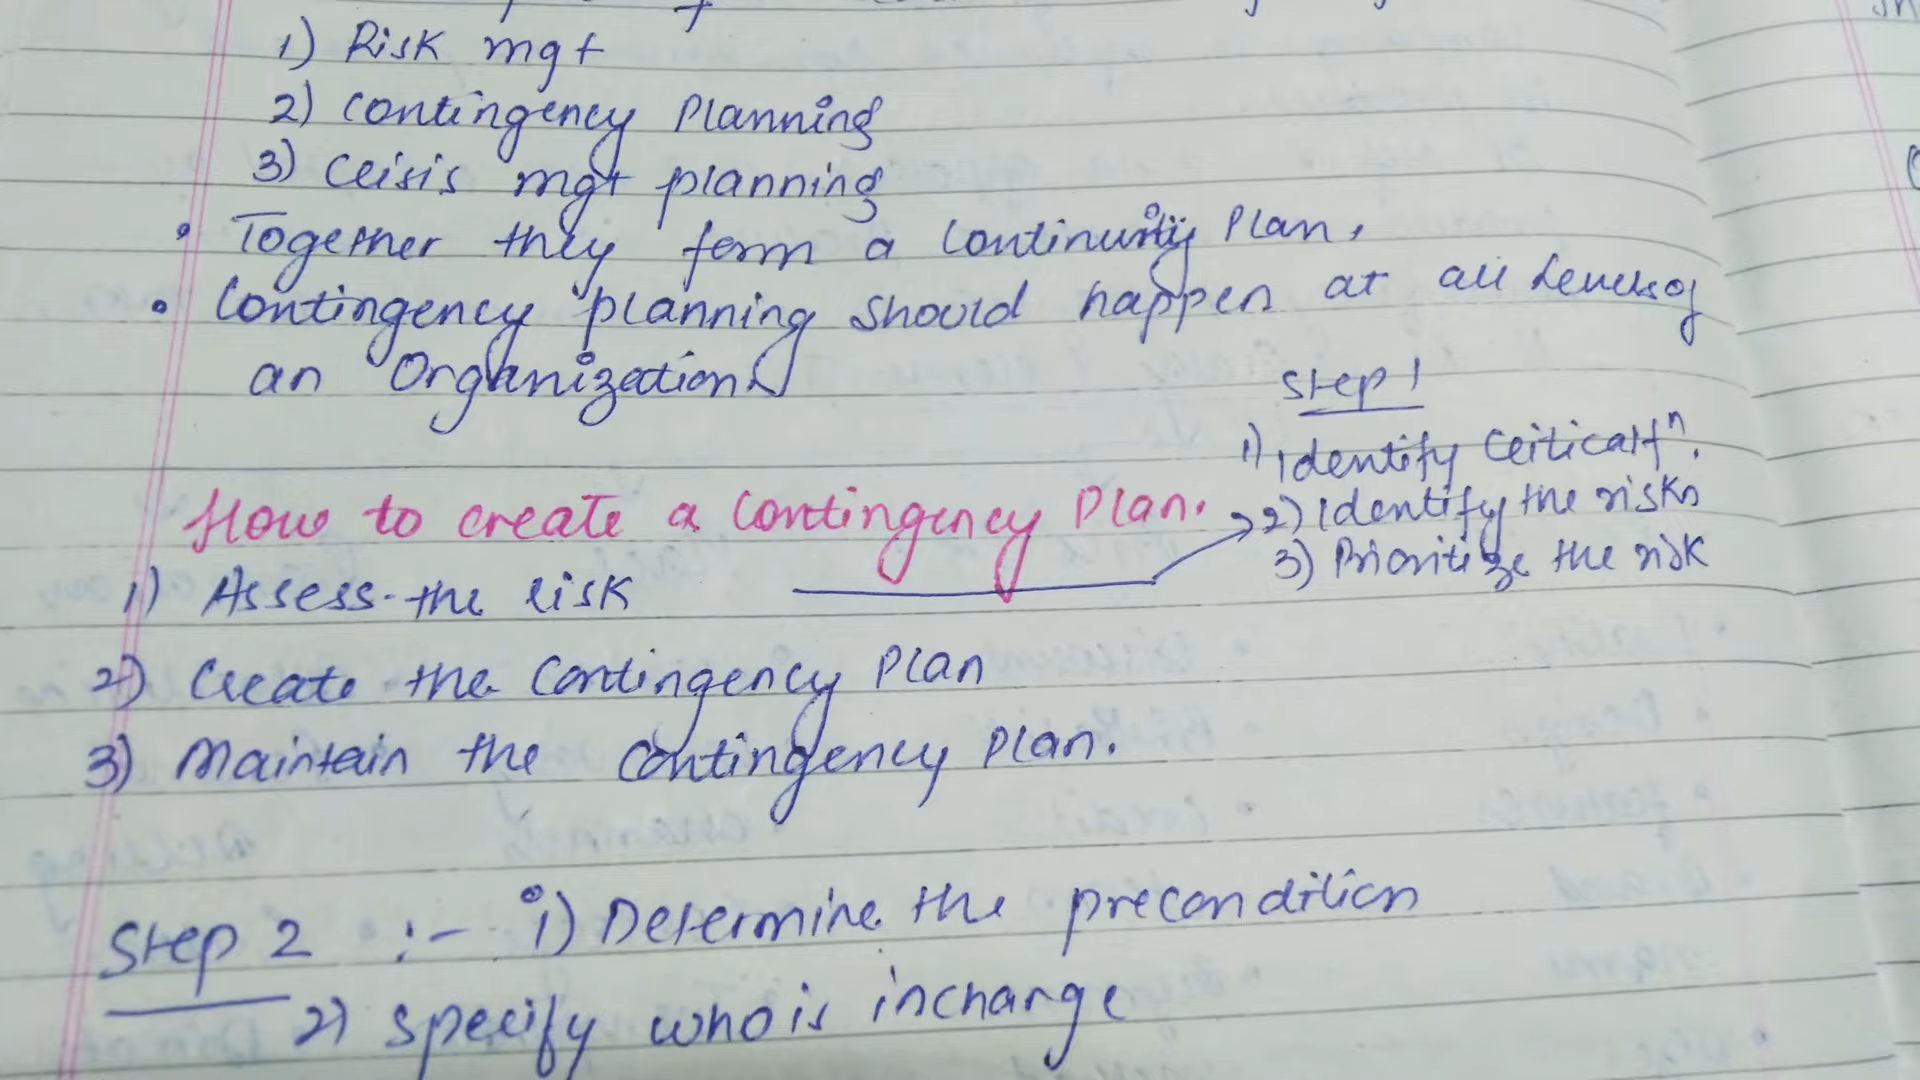 1) Risk mgt
2) Contingency Planning
3) Crisis mgt planning
• Together they form a Continuity Plan.
• Contingency planning should happen at all Levels of
an Organization
How to create a Contingency Plan.
1) Assess the risk
Step 1
1) Identify Critical fⁿ.
2) Identify the risks
3) Prioritize the risk
2) Create the Contingency Plan
3) Maintain the Contingency Plan.
Step 2 :- 1) Determine the precondition
2) Specify who is incharge